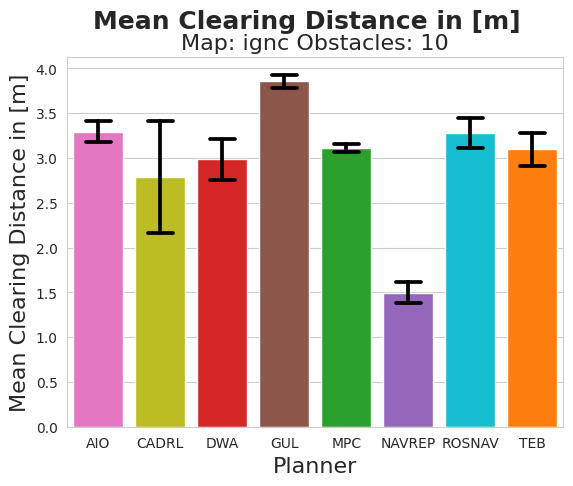 Mean Clearing Distance in [m]
Map: ignc Obstacles: 10
Mean Clearing Distance in [m]
4.0
3.5
3.0
2.5
2.0
1.5
1.0
0.5
0.0
AIO CADRL DWA GUL MPC NAVREP ROSNAV TEB
Planner